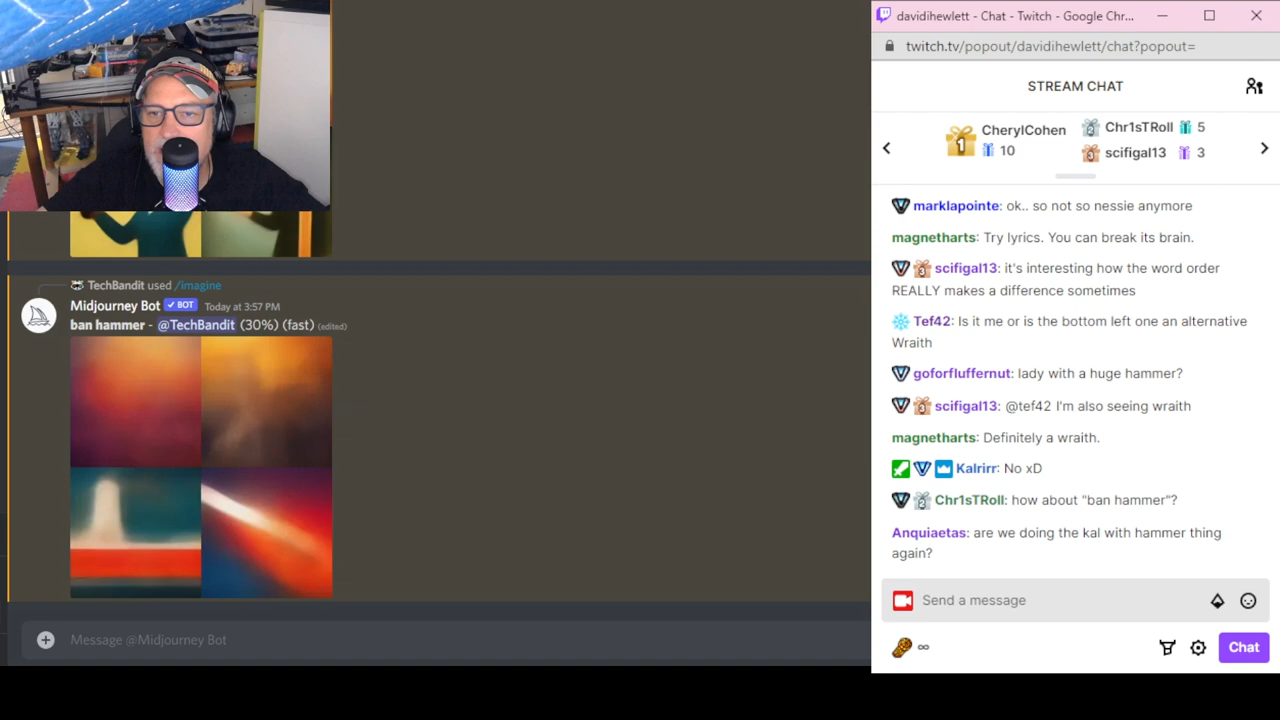 TechBandit used /imagine
Midjourney Bot ✓ BOT Today at 3:57 PM
ban hammer - @TechBandit (30%) (fast) (edited)
Message @Midjourney Bot
davidihewlett - Chat - Twitch - Google Chr...
twitch.tv/popout/davidihewlett/chat?popout=
STREAM CHAT
1 CherylCohen 10
2 Chr1sTRoll 5
3 scifigal13 3
marklapointe: ok.. so not so nessie anymore
magnetharts: Try lyrics. You can break its brain.
scifigal13: it's interesting how the word order
REALLY makes a difference sometimes
Tef42: Is it me or is the bottom left one an alternative
Wraith
goforfluffernut: lady with a huge hammer?
scifigal13: @tef42 I'm also seeing wraith
magnetharts: Definitely a wraith.
Kalrirr: No xD
Chr1sTRoll: how about "ban hammer"?
Anquiaetas: are we doing the kal with hammer thing
again?
Send a message
∞
Chat